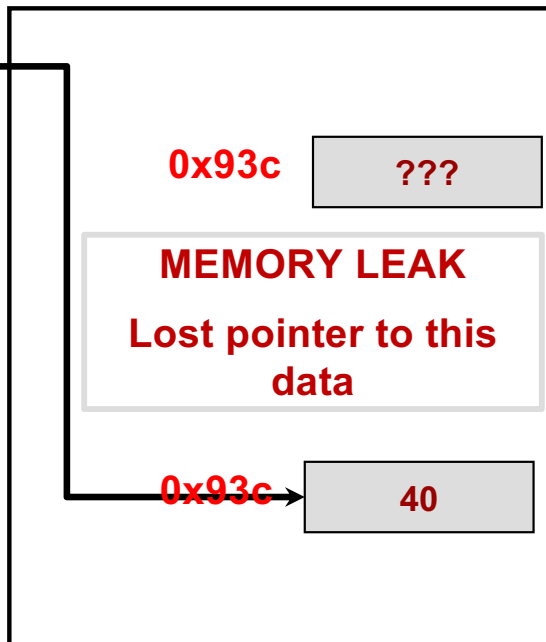 0x93c ???
MEMORY LEAK
Lost pointer to this
data
0x93c 40